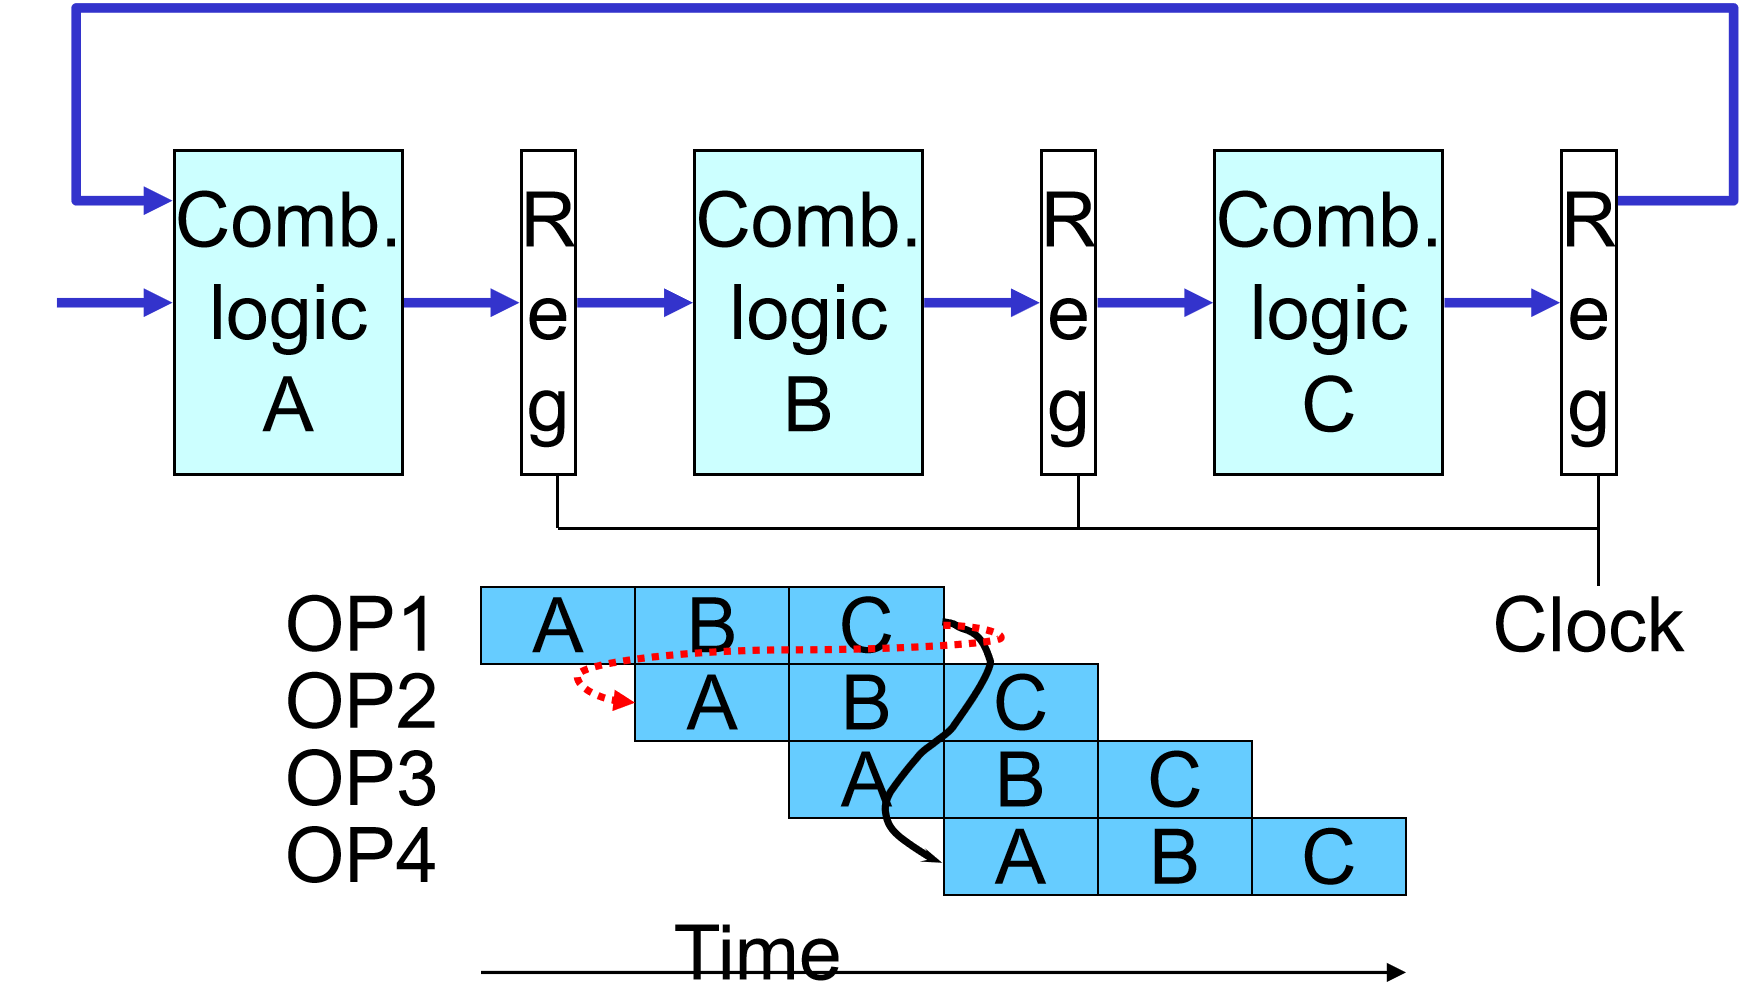 Comb. logic A
Reg
Comb. logic B
Reg
Comb. logic C
Reg
Clock
OP1 A B C
OP2 A B C
OP3 A B C
OP4 A B C
Time